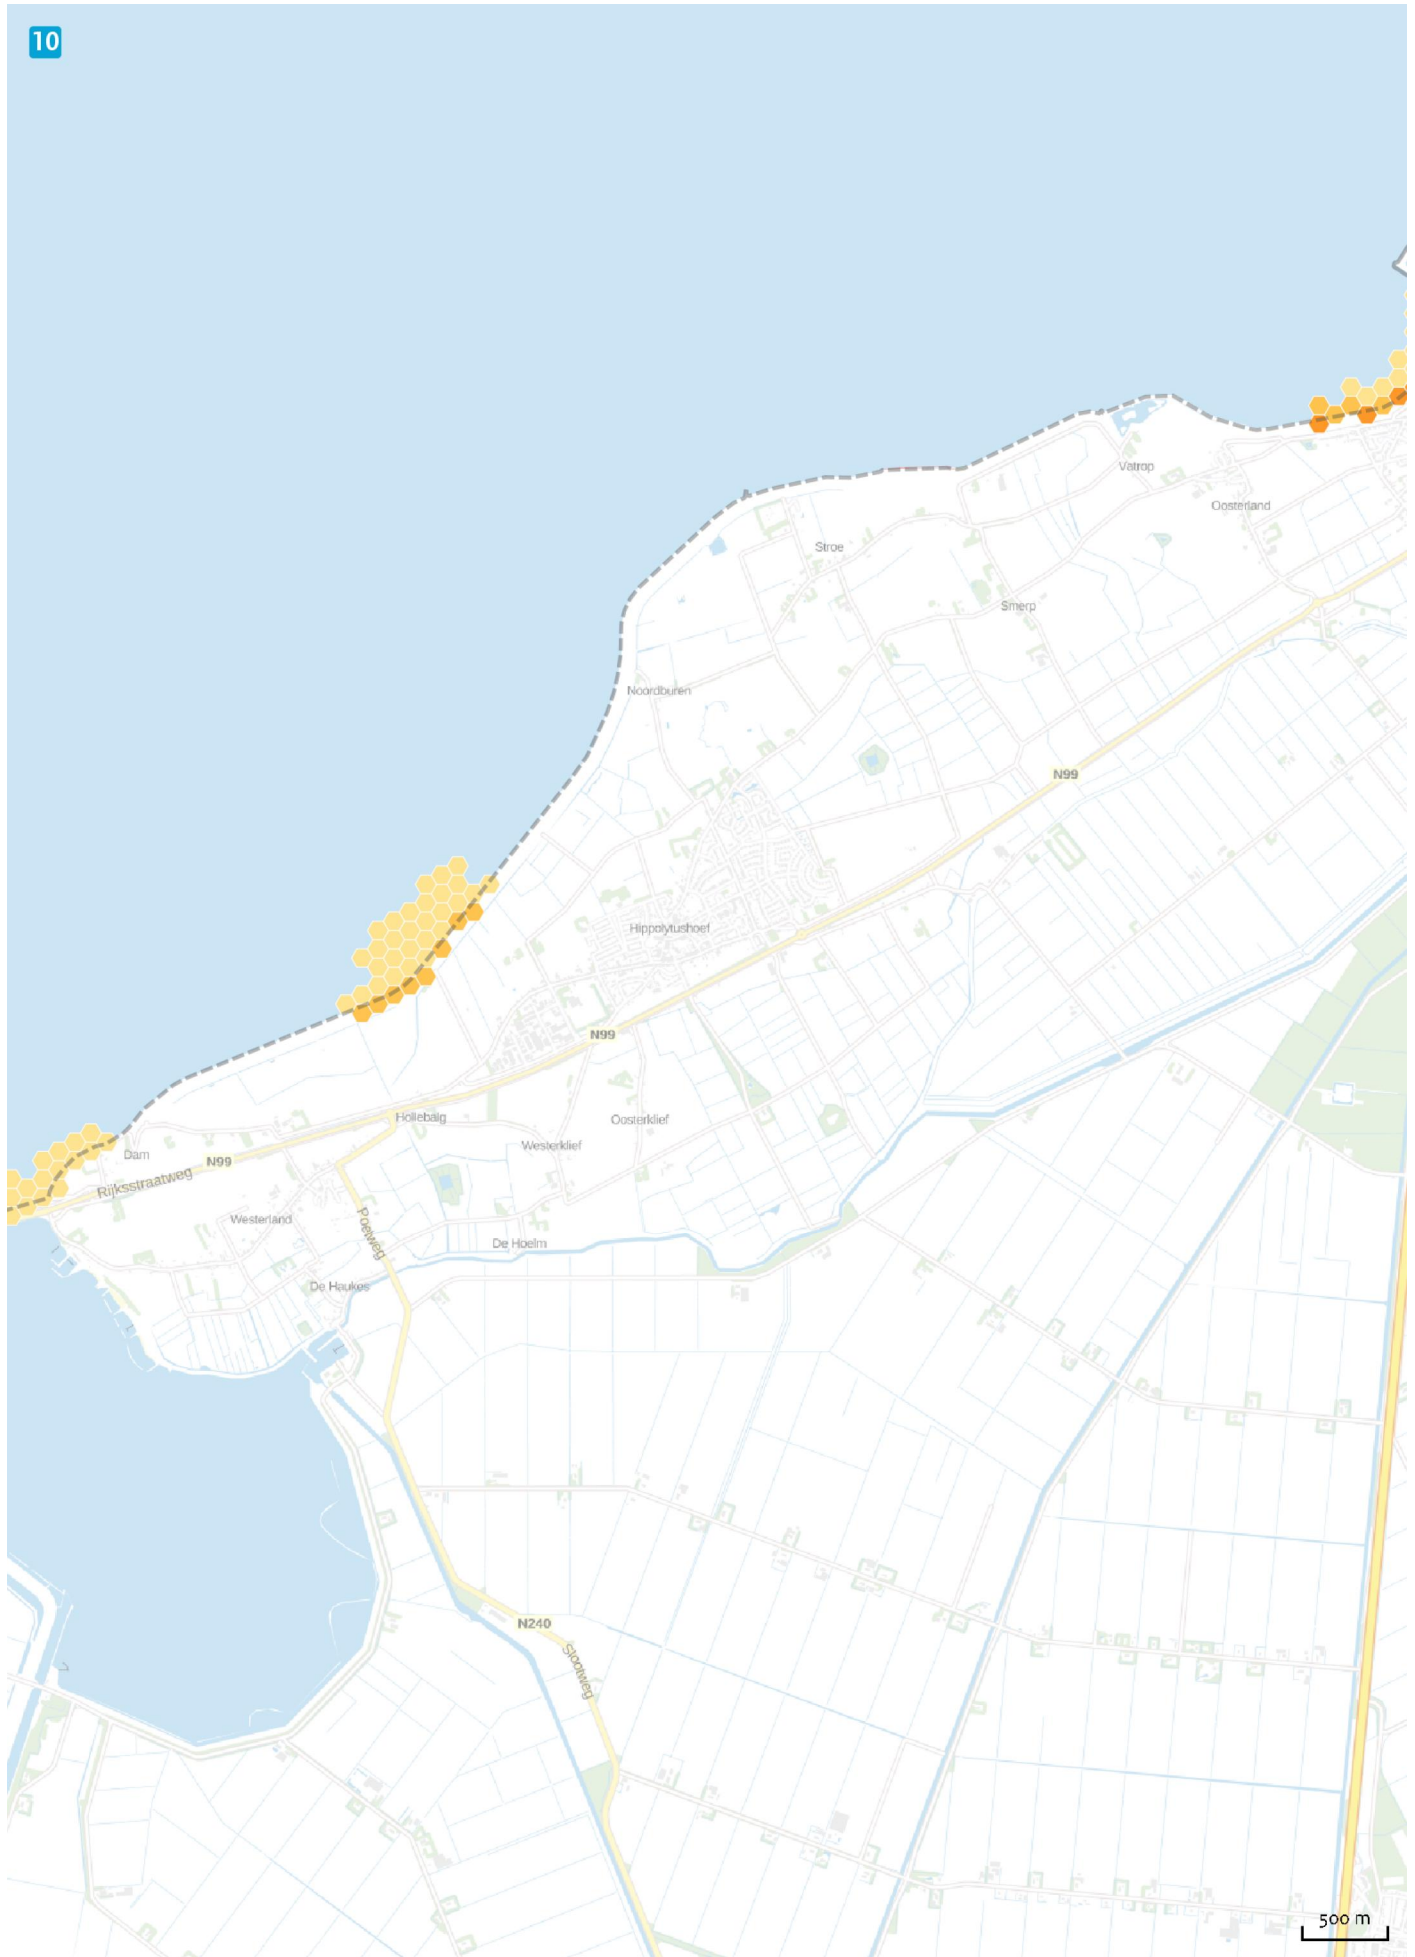 10
Vatrop
Oosterland
Stroe
Smerp
Noordburen
N99
Hippolytushoef
N99
Hollebalg
Oosterklief
Westerklief
Dam
N99
Rijksstraatweg
Westerland
Poelweg
De Hoelm
De Haukes
N240
Slootweg
500 m